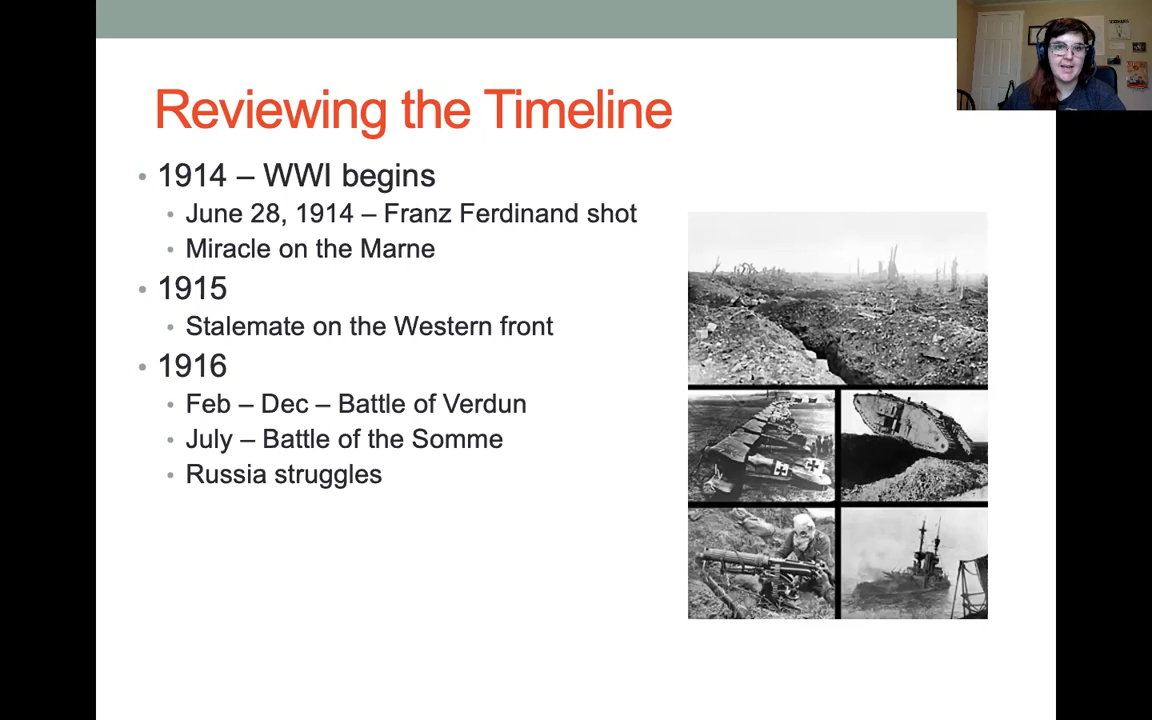 Reviewing the Timeline
• 1914 – WWI begins
• June 28, 1914 – Franz Ferdinand shot
• Miracle on the Marne
• 1915
• Stalemate on the Western front
• 1916
• Feb – Dec – Battle of Verdun
• July – Battle of the Somme
• Russia struggles